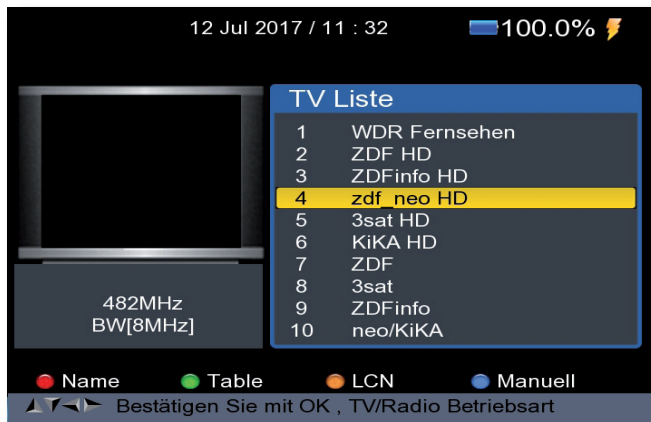 12 Jul 2017 / 11 : 32 100.0%
TV Liste
1 WDR Fernsehen
2 ZDF HD
3 ZDFinfo HD
4 zdf_neo HD
5 3sat HD
6 KiKA HD
7 ZDF
8 3sat
9 ZDFinfo
10 neo/KiKA
482MHz
BW[8MHz]
Name Table LCN Manuell
Bestätigen Sie mit OK , TV/Radio Betriebsart